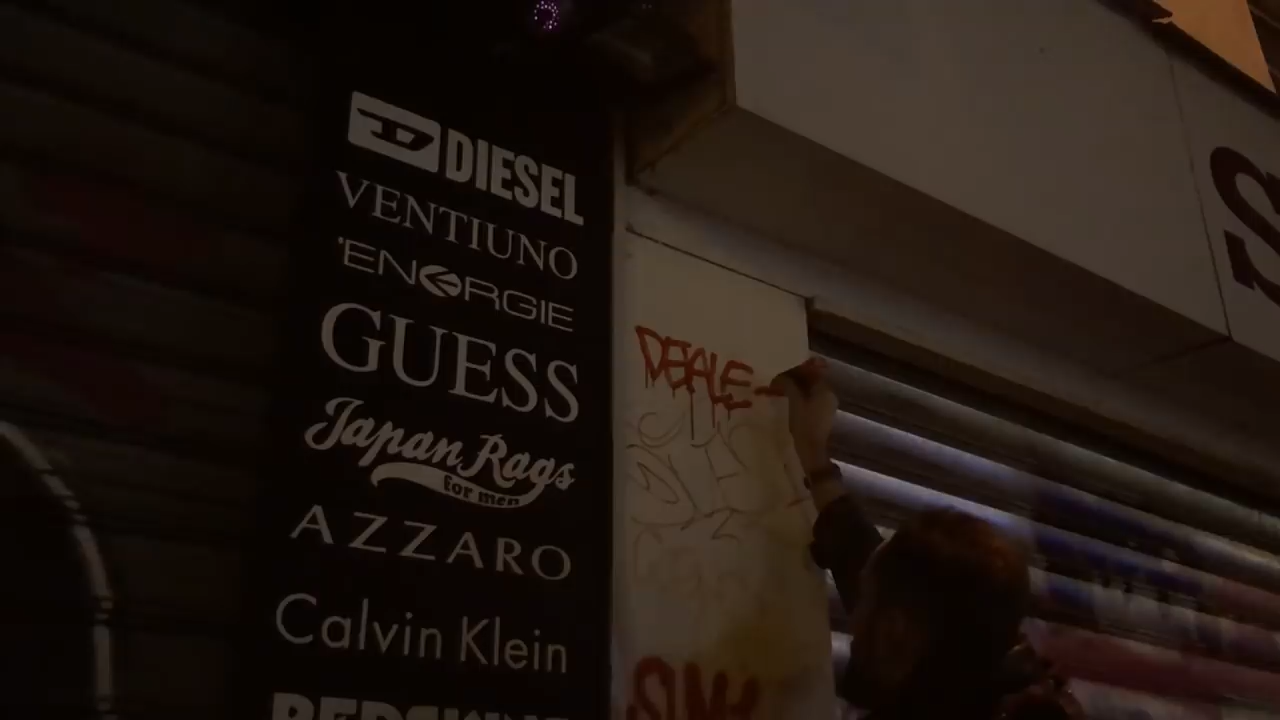 DIESEL
VENTIUNO
'ENERGIE
GUESS
Japan Rags
for men
AZZARO
Calvin Klein